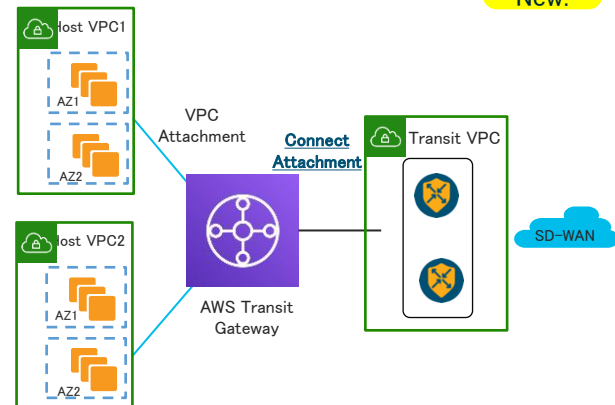 New!
Host VPC1
AZ1
AZ2
VPC
Attachment
Connect
Attachment
Transit VPC
SD-WAN
AWS Transit
Gateway
Host VPC2
AZ1
AZ2